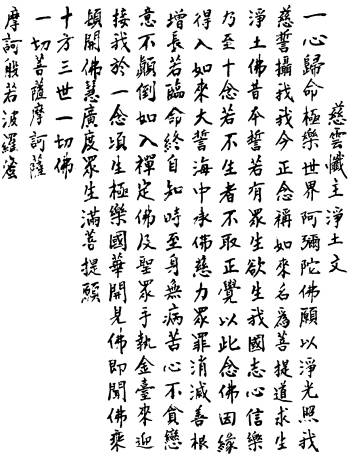 慈雲懺主淨土文
一心歸命極樂世界阿彌陀佛願以淨光照我
慈誓攝我我今正念稱如來名為菩提道求生
淨土佛昔本誓若有眾生欲生我國志心信樂
乃至十念若不生者不取正覺以此念佛因緣
得入如來大誓海中承佛慈力眾罪消滅善根
增長若臨命終自知時至身無病苦心不貪戀
意不顛倒如入禪定佛及聖眾手執金臺來迎
接我於一念頃生極樂國華開見佛即聞佛乘
頓開佛慧廣度眾生滿菩提願
十方三世一切佛
一切菩薩摩訶薩
摩訶般若波羅蜜